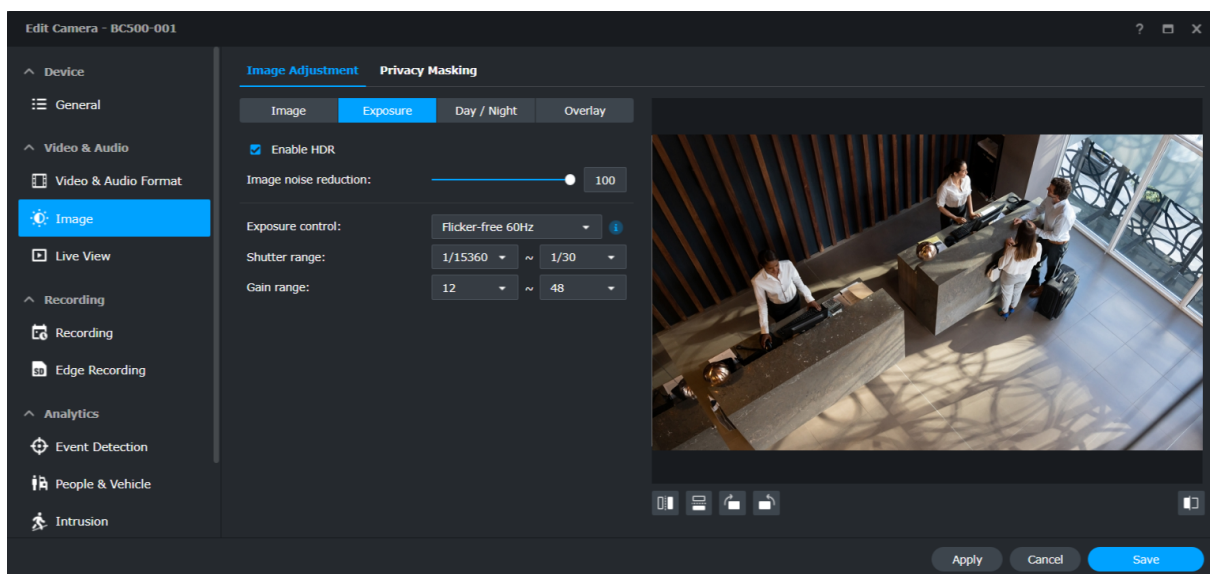 Edit Camera - BC500-001
?
X
Device
General
Video & Audio
Video & Audio Format
Image
Live View
Recording
Recording
SD Edge Recording
Analytics
Event Detection
People & Vehicle
Intrusion
Image Adjustment Privacy Masking
Image Exposure Day / Night Overlay
Enable HDR
Image noise reduction: 100
Exposure control: Flicker-free 60Hz i
Shutter range: 1/15360 ~ 1/30
Gain range: 12 ~ 48
Apply Cancel Save